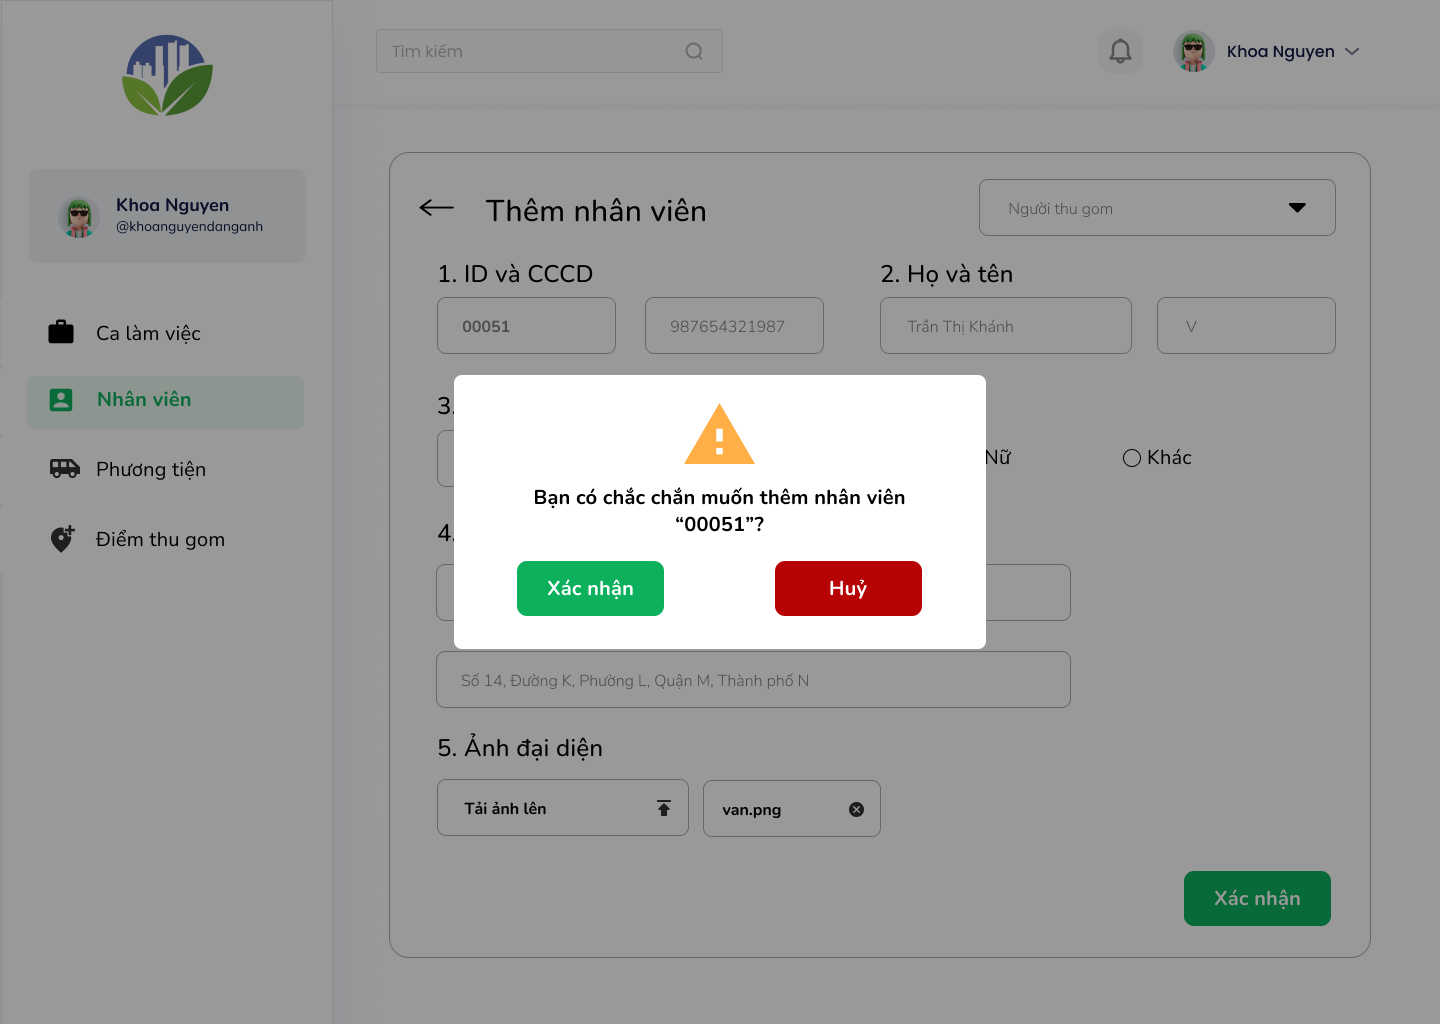 Tìm kiếm
Khoa Nguyen
Khoa Nguyen
@khoanguyendanganh
Ca làm việc
Nhân viên
Phương tiện
Điểm thu gom
Thêm nhân viên
Người thu gom
1. ID và CCCD
2. Họ và tên
00051
987654321987
Trần Thị Khánh
V
3.
Nữ
Khác
4.
Bạn có chắc chắn muốn thêm nhân viên
“00051”?
Xác nhận
Huỷ
Số 14, Đường K, Phường L, Quận M, Thành phố N
5. Ảnh đại diện
Tải ảnh lên
van.png
Xác nhận